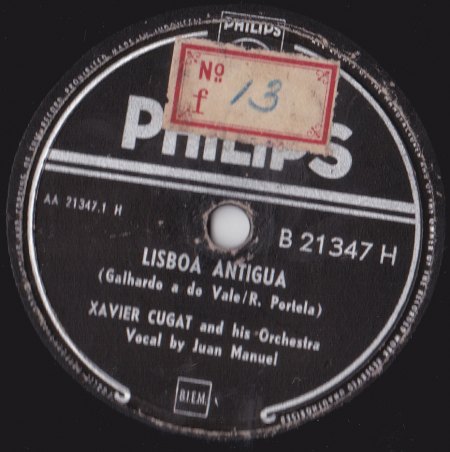 PHILIPS
Nº
f 13
PHILIPS
AA 21347.1 H
B 21347 H
LISBOA ANTIGUA
(Galhardo a do Vale/R. Portela)
XAVIER CUGAT and his Orchestra
Vocal by Juan Manuel
BIEM